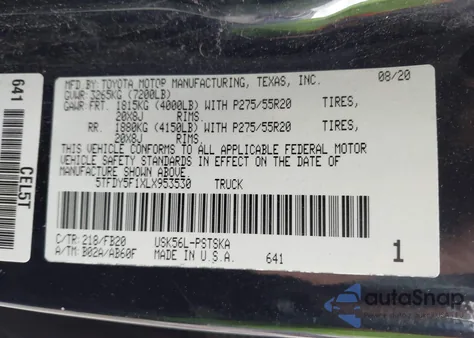 MFD.BY:TOYOTA MOTOR MANUFACTURING, TEXAS, INC. 08/20
GVWR 3265KG (7200LB)
GAWR FRT. 1815KG (4000LB) WITH P275/55R20 TIRES,
20X8J RIMS.
RR. 1880KG (4150LB) WITH P275/55R20 TIRES,
20X8J RIMS.
THIS VEHICLE CONFORMS TO ALL APPLICABLE FEDERAL MOTOR
VEHICLE SAFETY STANDARDS IN EFFECT ON THE DATE OF
MANUFACTURE SHOWN ABOVE.
5TFDY5F1XLX953530 TRUCK
C/TR:218/FB20 USK56L-PSTSKA
A/TM:B02A/AB60F MADE IN U.S.A. 641
1
641
CEL5T
autoSnap